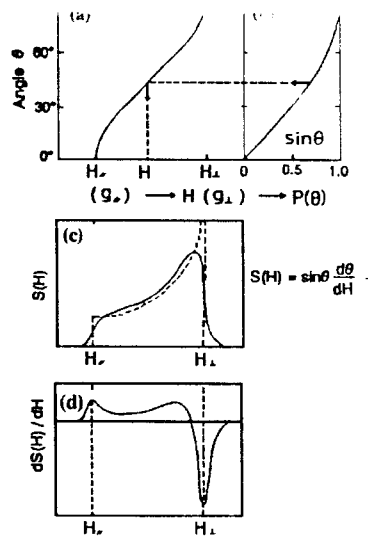 (a)
Angle θ
60°
30°
0°
H∥ H H⊥
0 0.5 1.0
sinθ
(g∥) → H (g⊥) → P(θ)
(c)
S(H)
H∥ H⊥
S(H) = sinθ dθ/dH
(d)
dS(H) / dH
H∥ H⊥